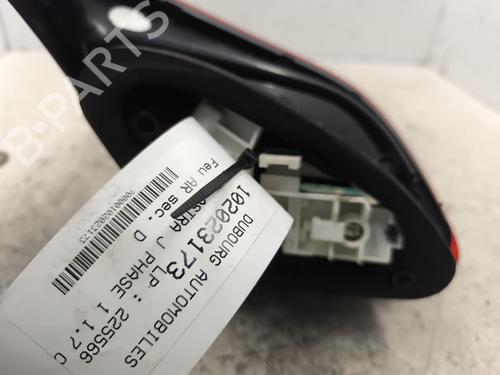 B-PARTS
DUBOURG AUTOMOBILES
102023173 LP : 225566
ASTRA J PHASE 1 1.7 C
Feu AR sec. D